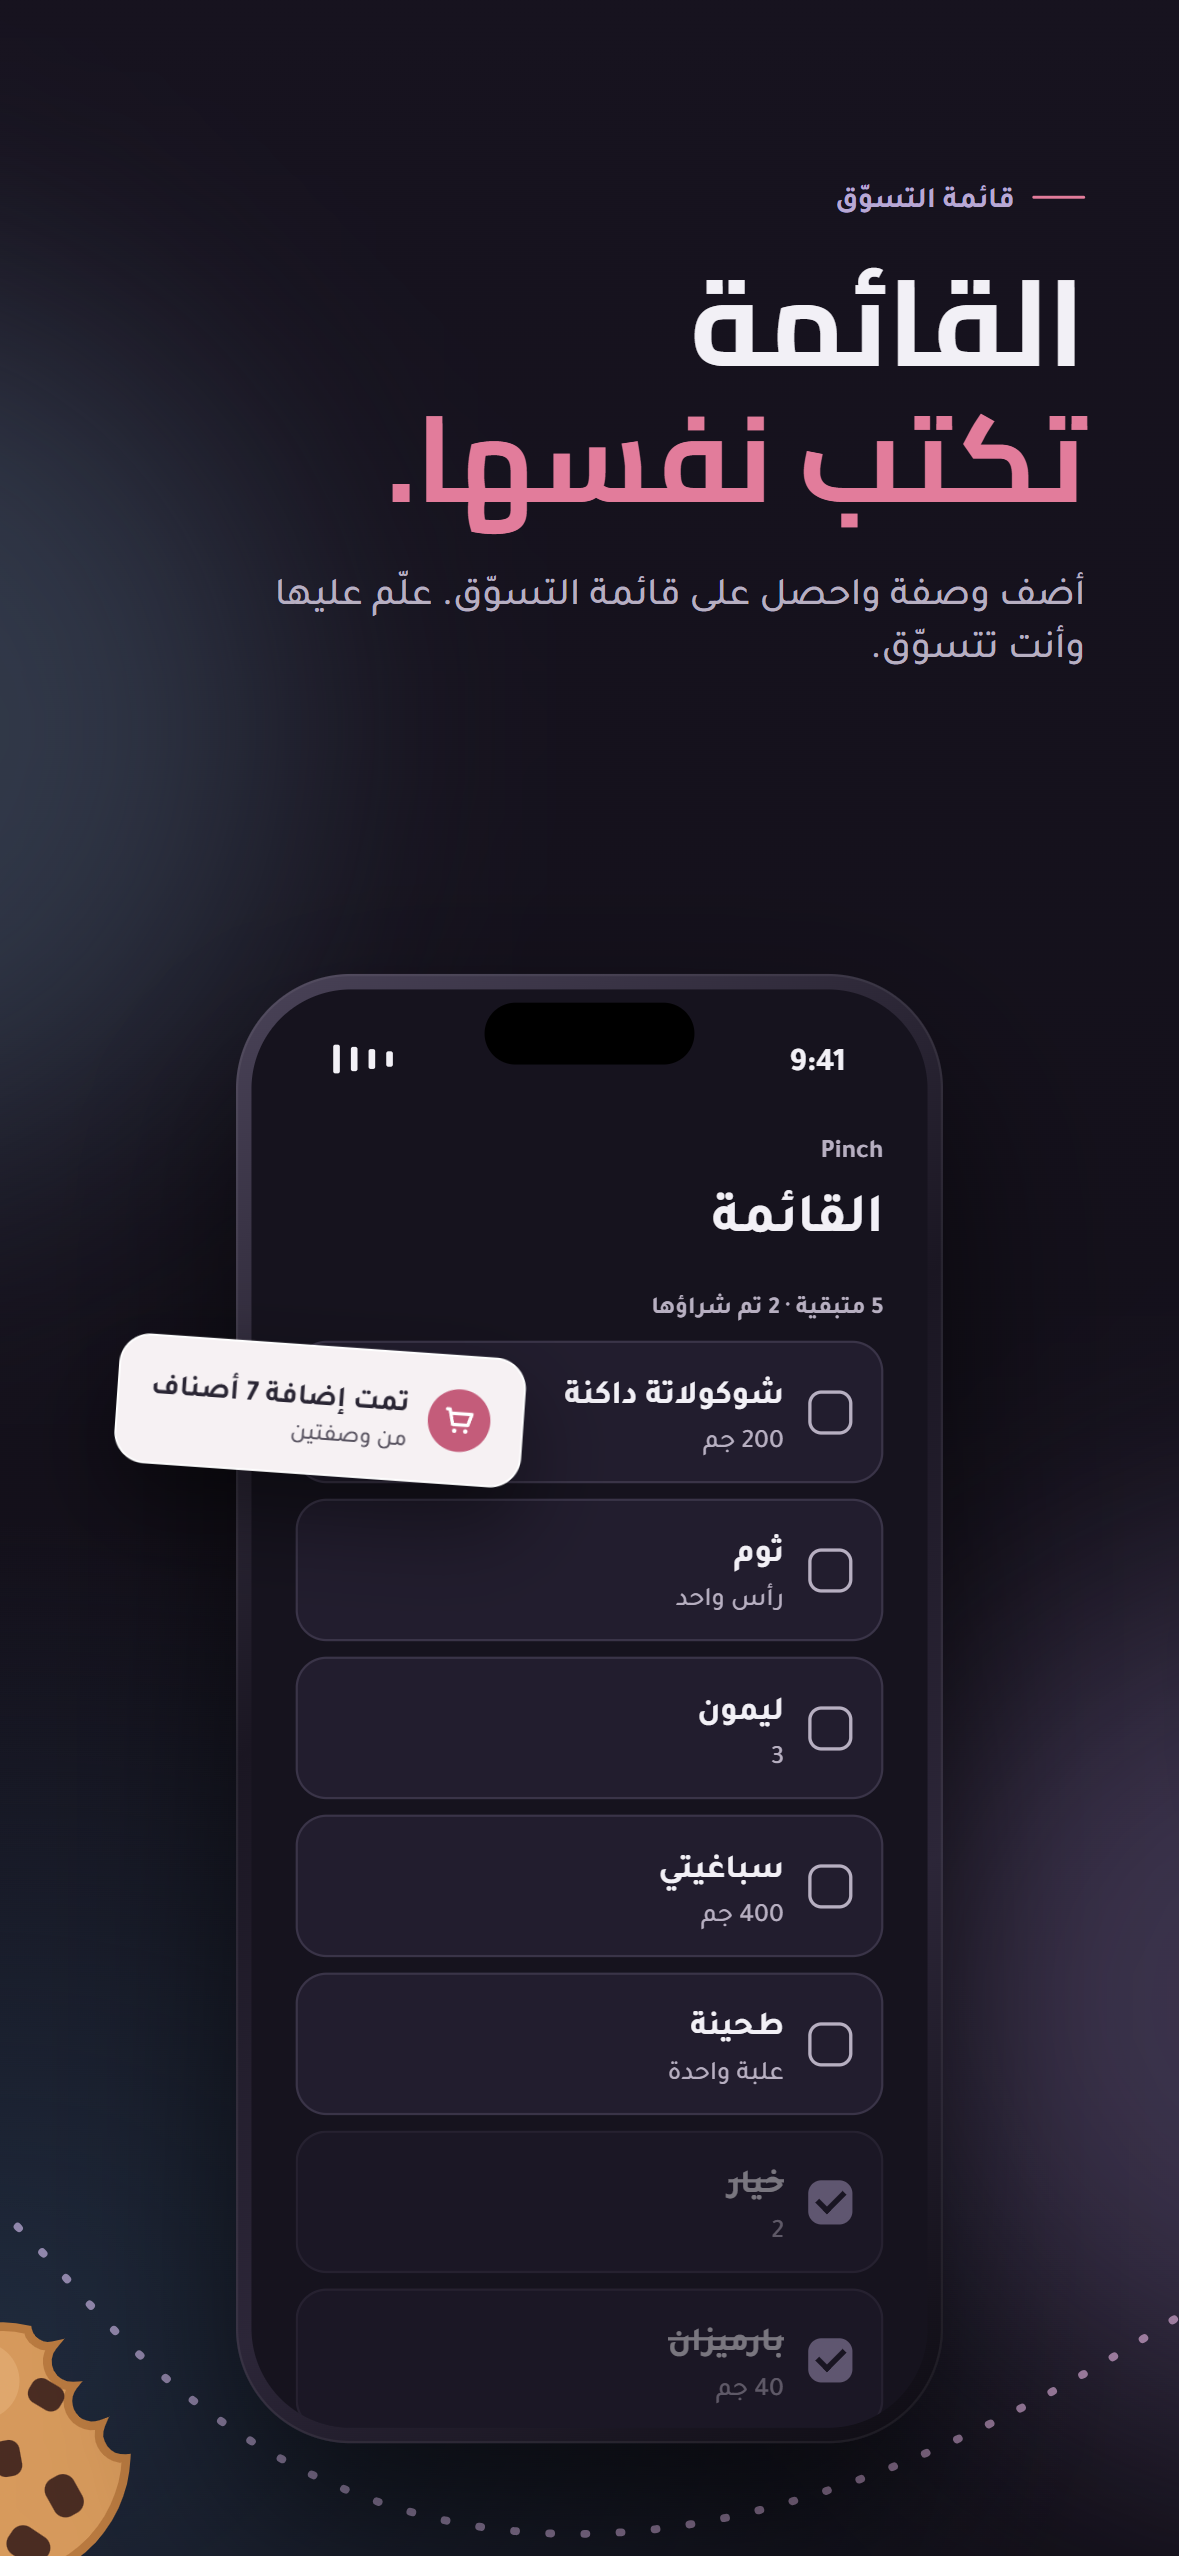 قائمة التسوّق
القائمة
تكتب نفسها.
أضف وصفة واحصل على قائمة التسوّق. علّم عليها
وأنت تتسوّق.
9:41
Pinch
القائمة
5 متبقية · 2 تم شراؤها
شوكولاتة داكنة
200 جم
تمت إضافة 7 أصناف
من وصفتين
ثوم
رأس واحد
ليمون
3
سباغيتي
400 جم
طحينة
علبة واحدة
خيار
2
بارميزان
40 جم